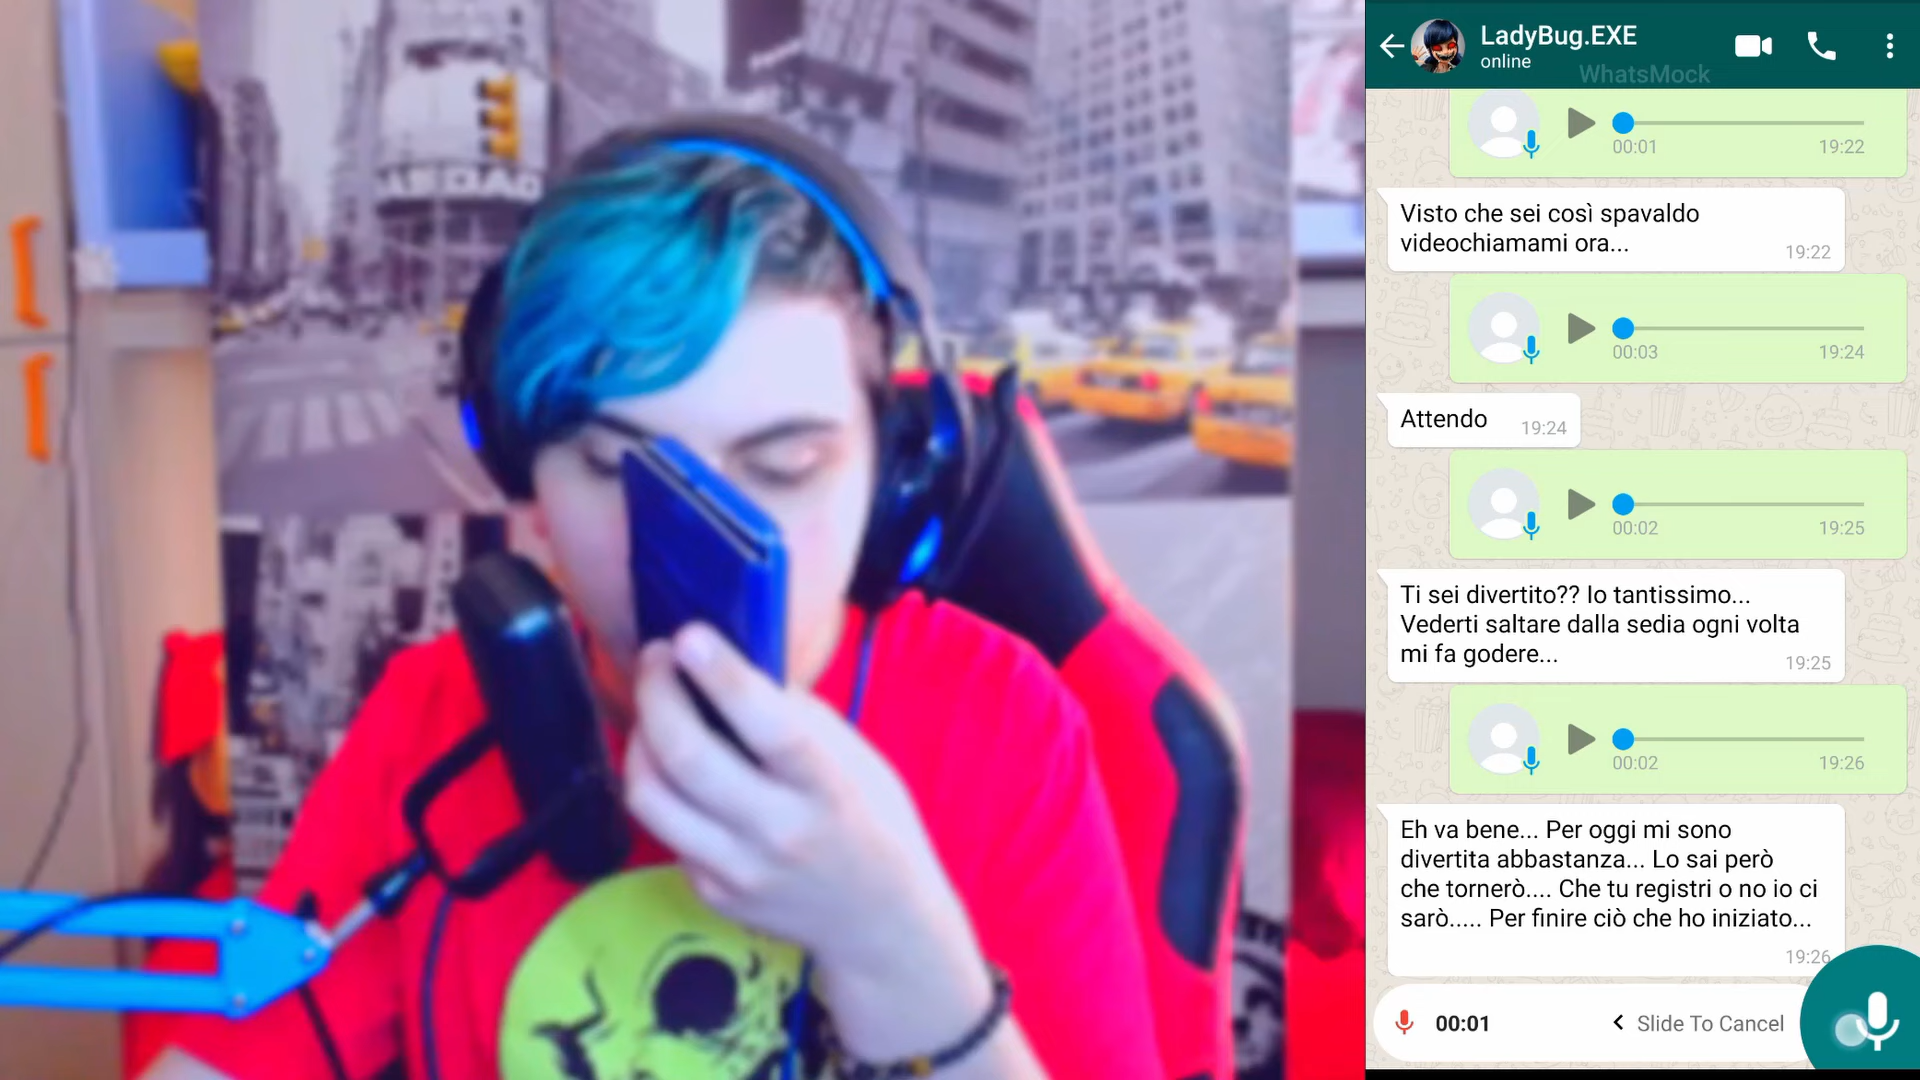 NASDAQ
LadyBug.EXE
online
WhatsMock
00:01 19:22
Visto che sei così spavaldo
videochiamami ora...
19:22
00:03 19:24
Attendo 19:24
00:02 19:25
Ti sei divertito?? Io tantissimo...
Vederti saltare dalla sedia ogni volta
mi fa godere...
19:25
00:02 19:26
Eh va bene... Per oggi mi sono
divertita abbastanza... Lo sai però
che tornerò.... Che tu registri o no io ci
sarò..... Per finire ciò che ho iniziato...
19:26
00:01 < Slide To Cancel